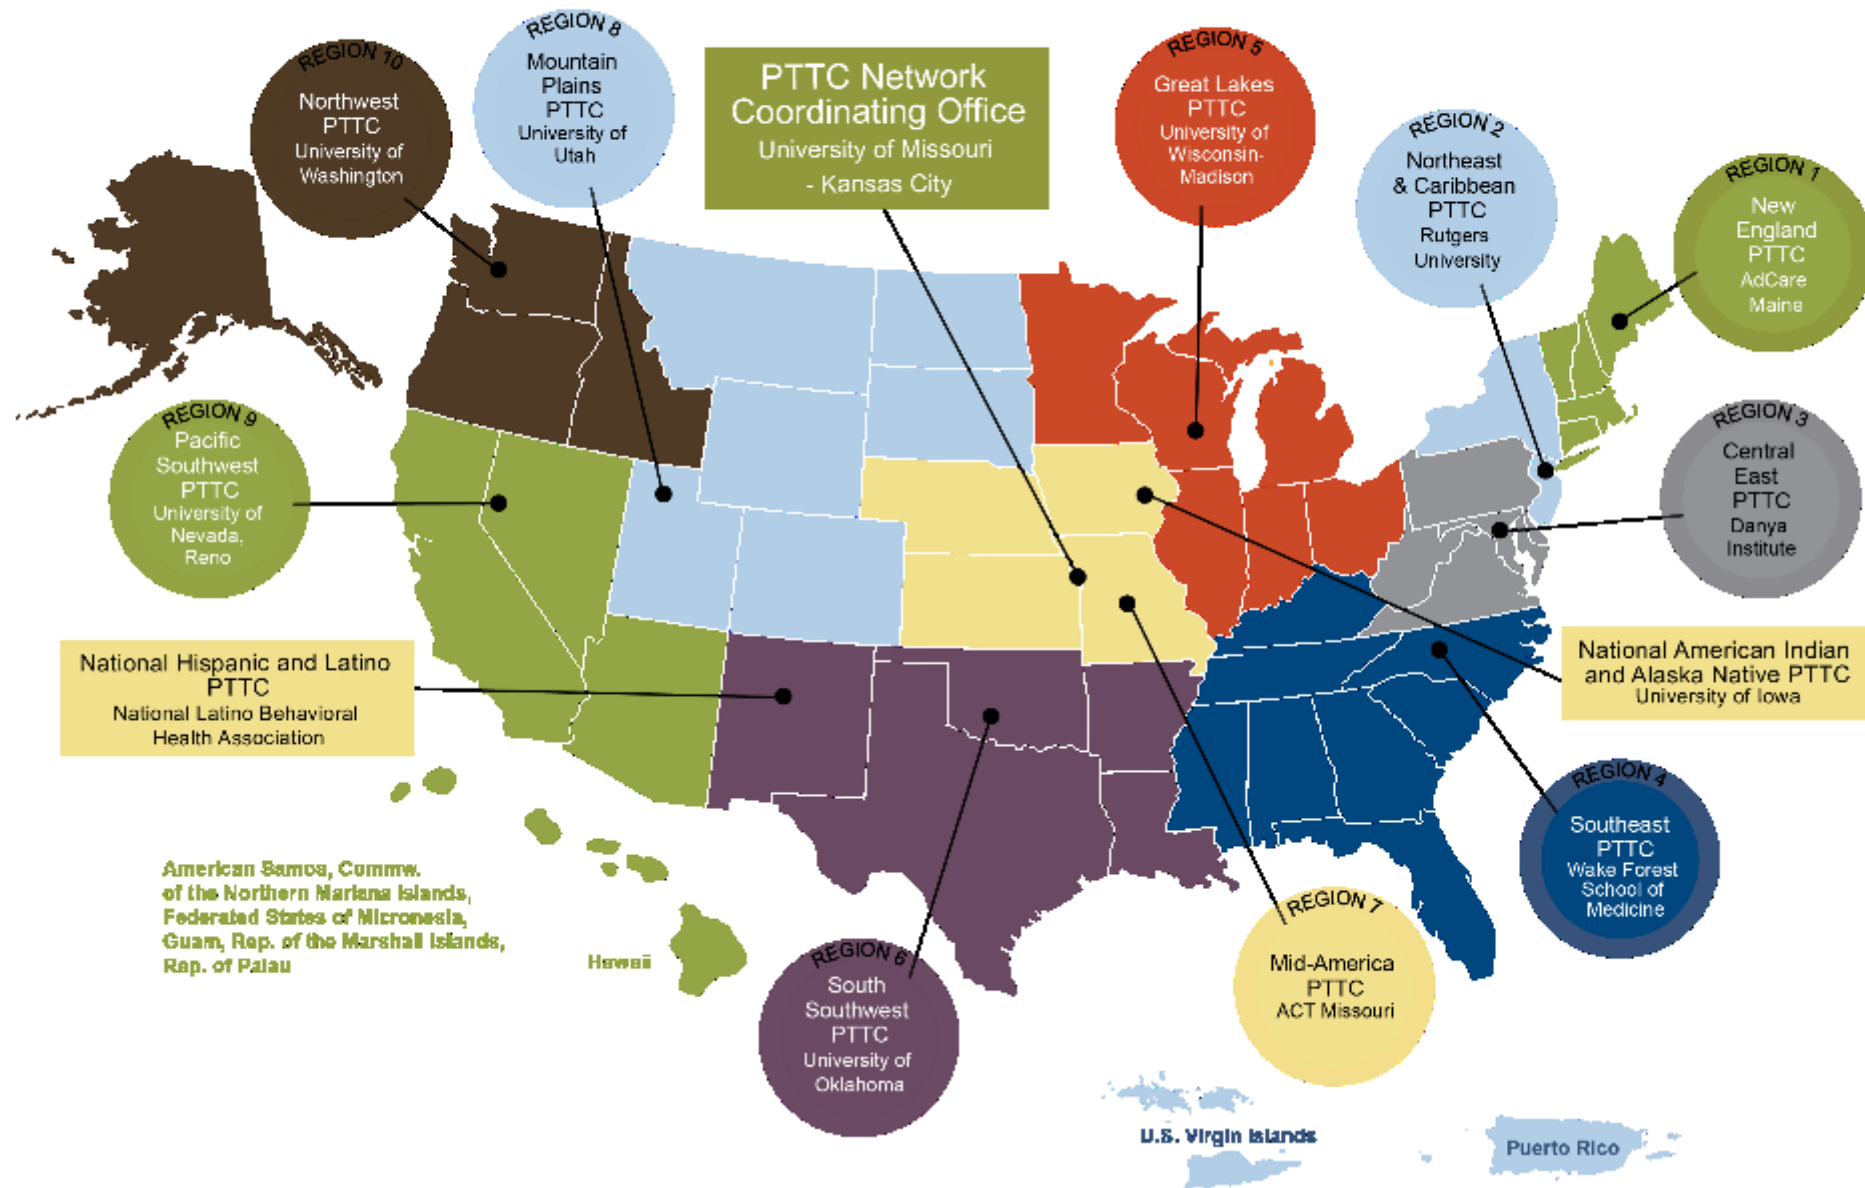 REGION 10
Northwest
PTTC
University of
Washington
REGION 8
Mountain
Plains
PTTC
University of
Utah
PTTC Network
Coordinating Office
University of Missouri
- Kansas City
REGION 5
Great Lakes
PTTC
University of
Wisconsin-
Madison
REGION 2
Northeast
& Caribbean
PTTC
Rutgers
University
REGION 1
New
England
PTTC
AdCare
Maine
REGION 9
Pacific
Southwest
PTTC
University of
Nevada,
Reno
REGION 3
Central
East
PTTC
Danya
Institute
National Hispanic and Latino
PTTC
National Latino Behavioral
Health Association
National American Indian
and Alaska Native PTTC
University of Iowa
REGION 4
Southeast
PTTC
Wake Forest
School of
Medicine
American Samoa, Commw.
of the Northern Mariana Islands,
Federated States of Micronesia,
Guam, Rep. of the Marshall Islands,
Rep. of Palau
Hawaii
REGION 6
South
Southwest
PTTC
University of
Oklahoma
REGION 7
Mid-America
PTTC
ACT Missouri
U.S. Virgin Islands
Puerto Rico